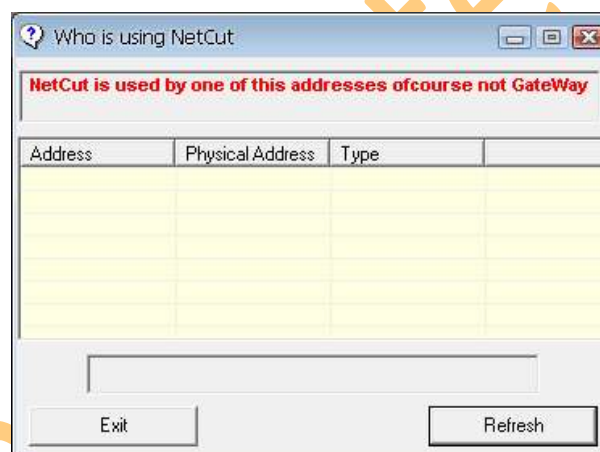 Who is using NetCut
NetCut is used by one of this addresses ofcourse not GateWay
Address Physical Address Type
Exit Refresh